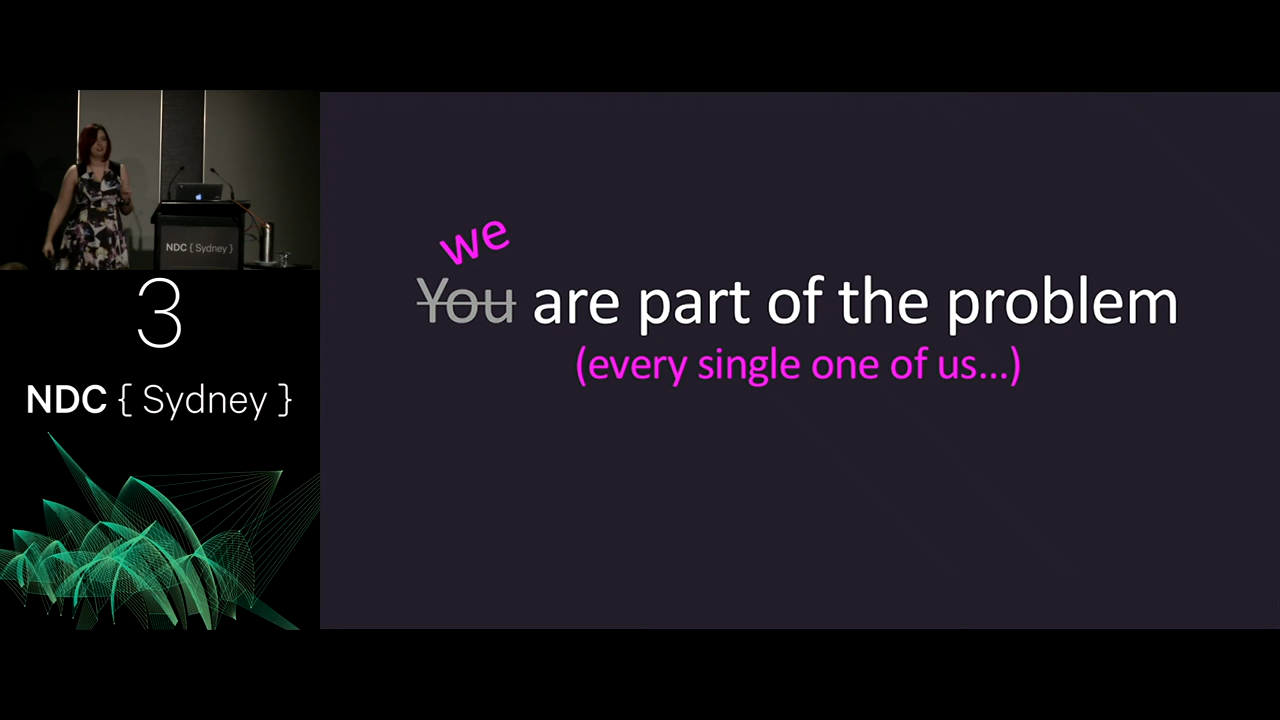 NDC { Sydney }
3
NDC { Sydney }
we
You are part of the problem
(every single one of us...)